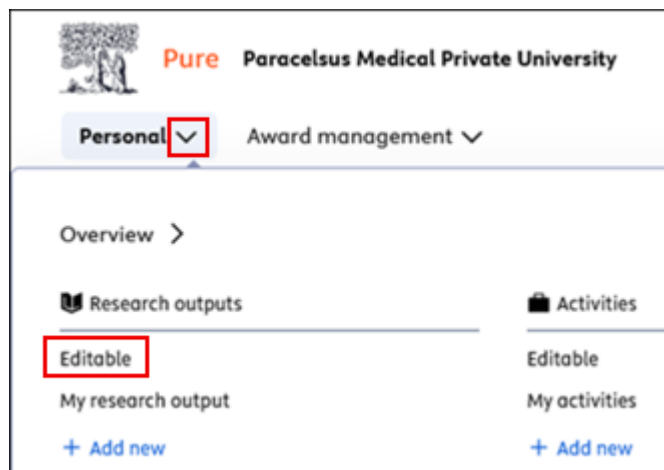 Pure Paracelsus Medical Private University
Personal Award management
Overview
Research outputs Activities
Editable Editable
My research output My activities
+ Add new + Add new